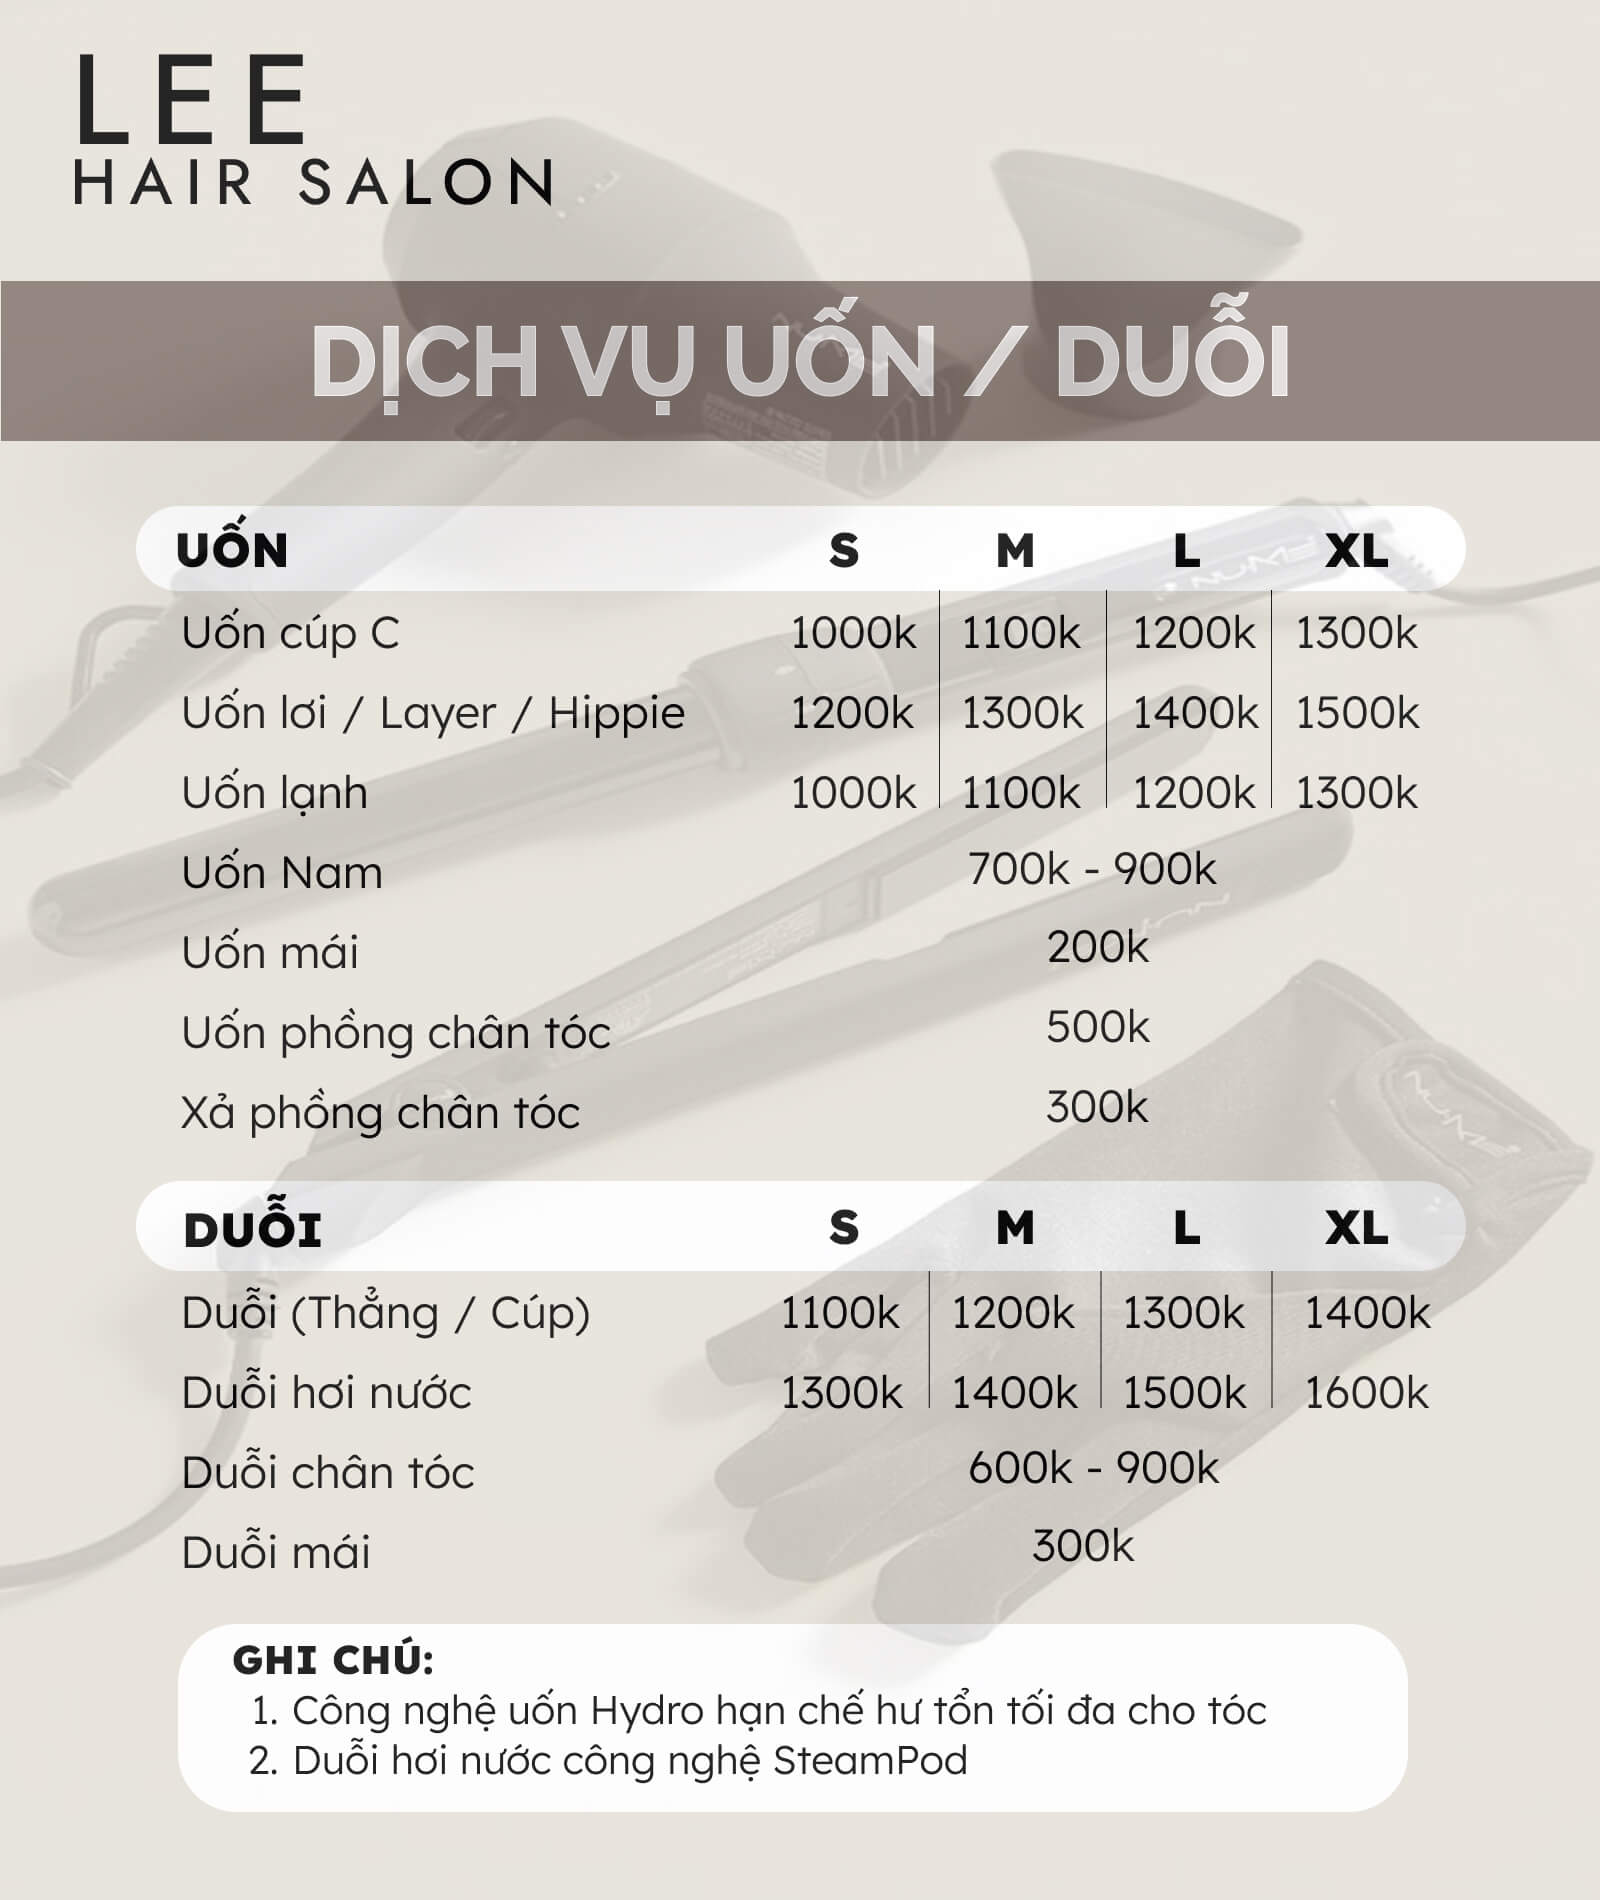 LEE
HAIR SALON
DỊCH VỤ UỐN / DUỖI
UỐN S M L XL
Uốn cúp C 1000k 1100k 1200k 1300k
Uốn lơi / Layer / Hippie 1200k 1300k 1400k 1500k
Uốn lạnh 1000k 1100k 1200k 1300k
Uốn Nam 700k - 900k
Uốn mái 200k
Uốn phồng chân tóc 500k
Xả phồng chân tóc 300k
DUỖI S M L XL
Duỗi (Thẳng / Cúp) 1100k 1200k 1300k 1400k
Duỗi hơi nước 1300k 1400k 1500k 1600k
Duỗi chân tóc 600k - 900k
Duỗi mái 300k
GHI CHÚ:
1. Công nghệ uốn Hydro hạn chế hư tổn tối đa cho tóc
2. Duỗi hơi nước công nghệ SteamPod
NUME
NUME